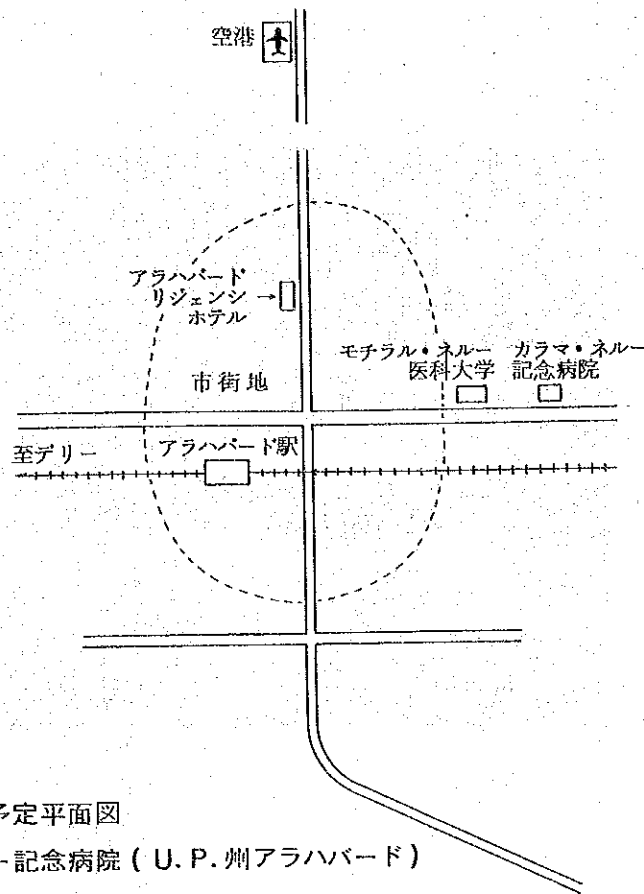 空港
アラハバード
リジェンシ →
ホテル
モチラル・ネルー
医科大学
カラマ・ネルー
記念病院
市街地
至デリー
アラハバード駅
予定平面図
ー記念病院 ( U. P. 州アラハバード )